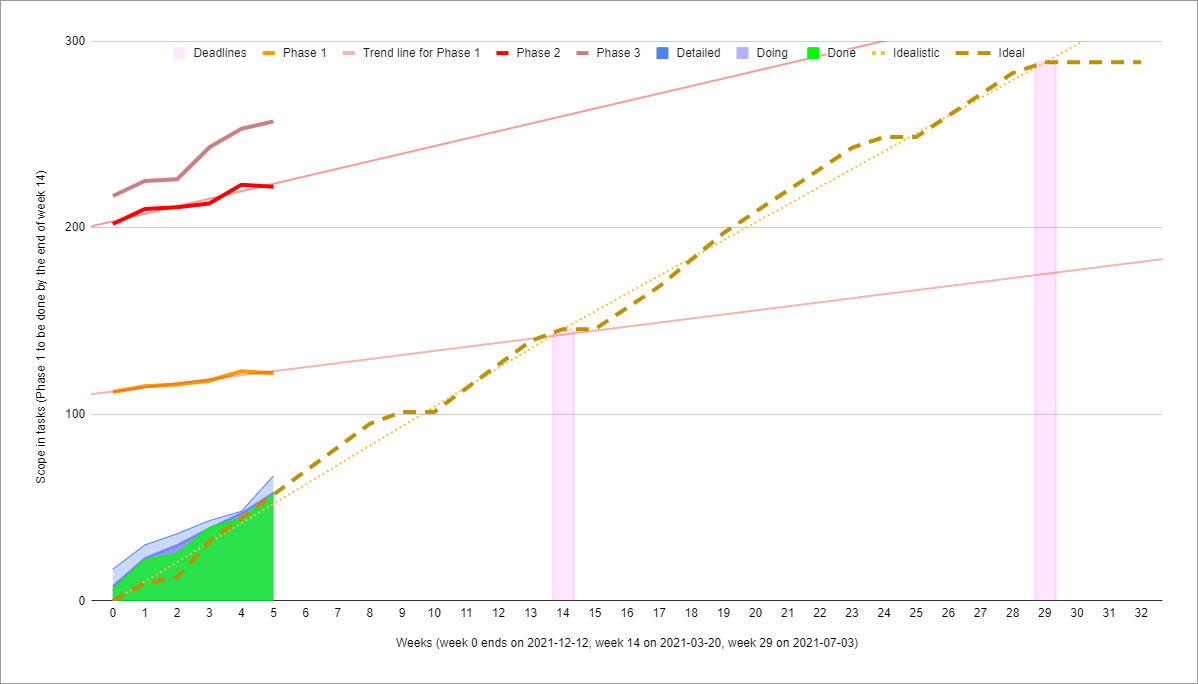 300
Deadlines Phase 1 Trend line for Phase 1 Phase 2 Phase 3 Detailed Doing Done Idealistic Ideal
200
100
0
Scope in tasks (Phase 1 to be done by the end of week 14)
0 1 2 3 4 5 6 7 8 9 10 11 12 13 14 15 16 17 18 19 20 21 22 23 24 25 26 27 28 29 30 31 32
Weeks (week 0 ends on 2021-12-12, week 14 on 2021-03-20, week 29 on 2021-07-03)